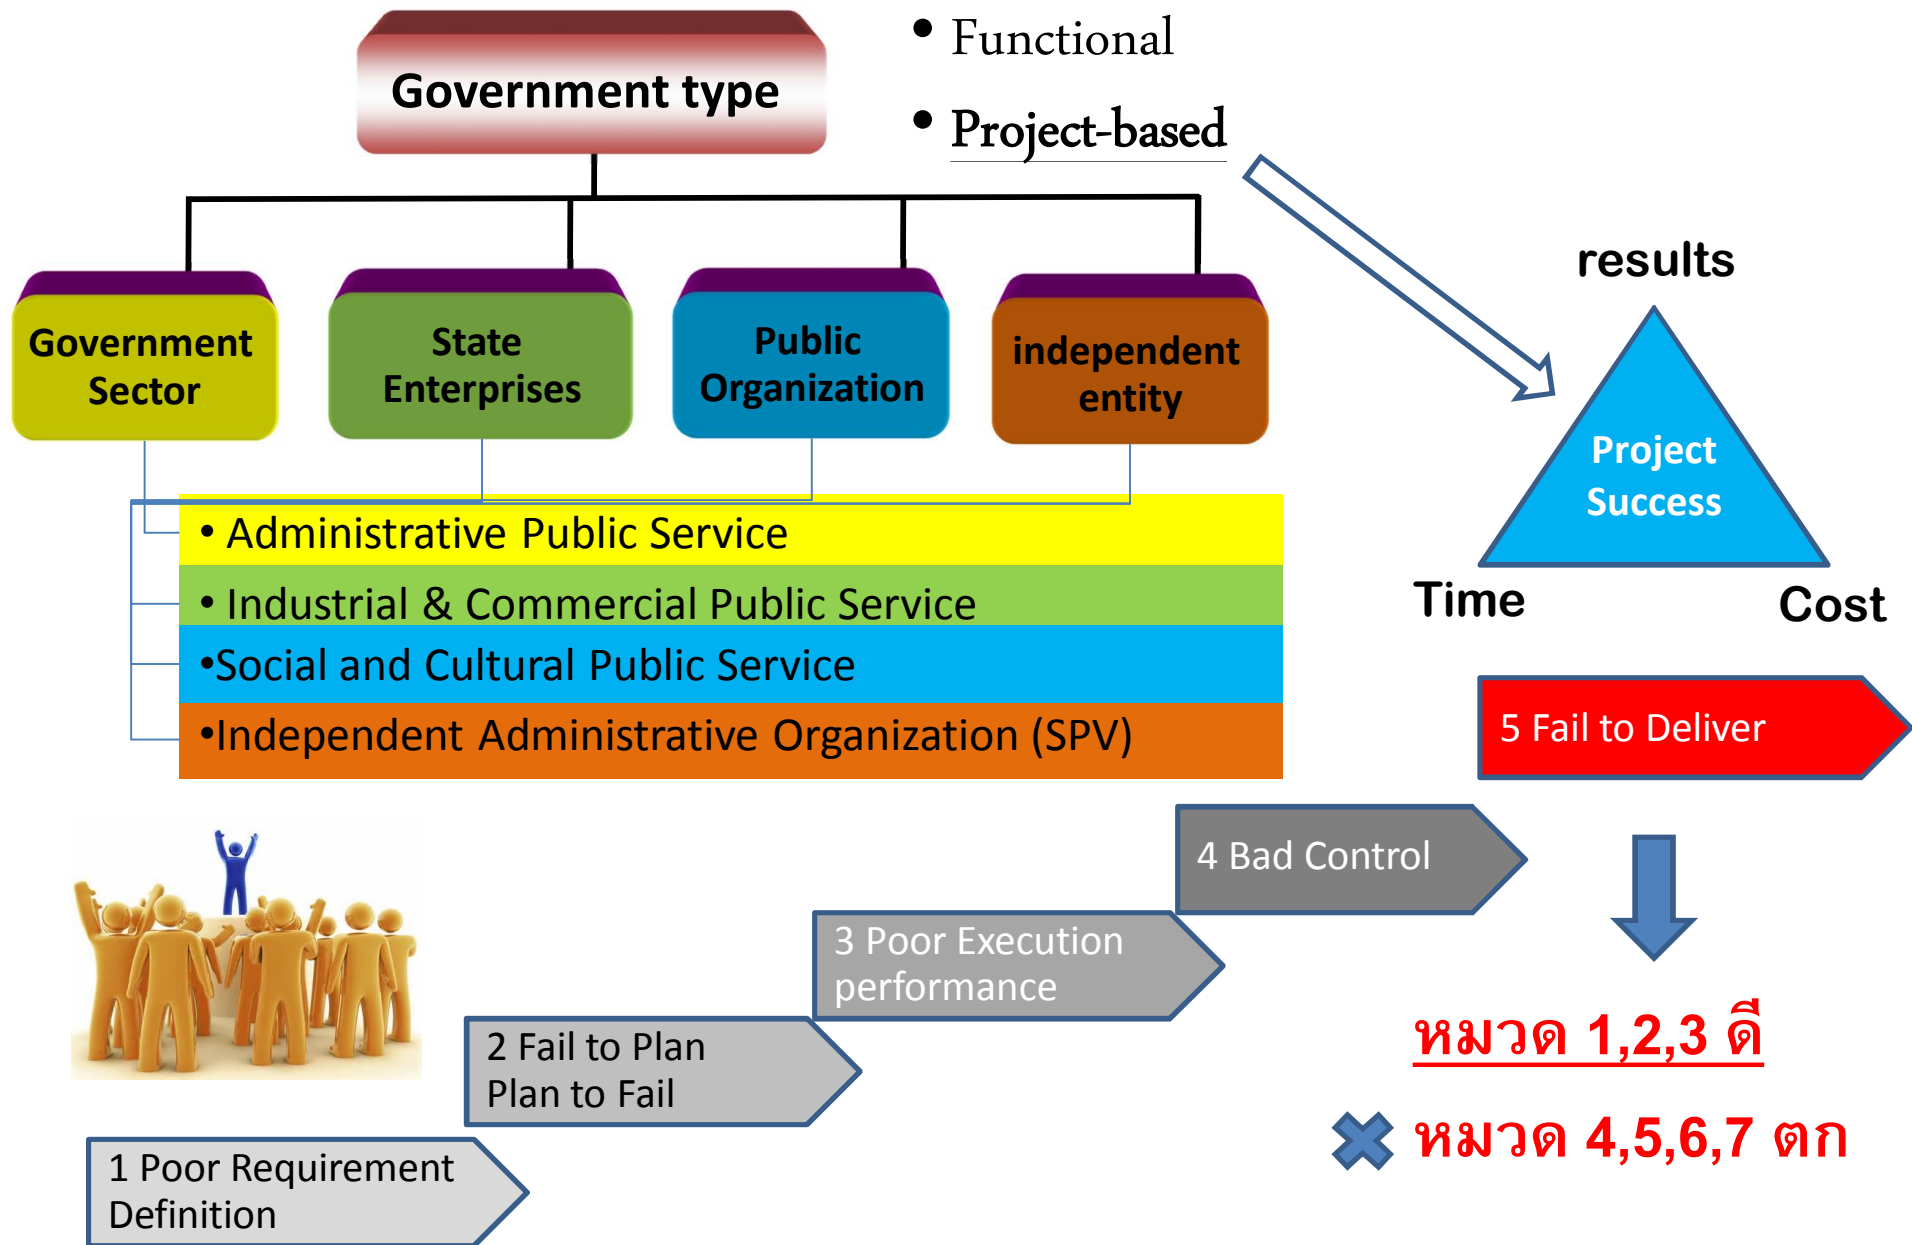 Government type
• Functional
• Project-based
Government
Sector
State
Enterprises
Public
Organization
independent
entity
results
Project
Success
Time
Cost
• Administrative Public Service
• Industrial & Commercial Public Service
•Social and Cultural Public Service
•Independent Administrative Organization (SPV)
5 Fail to Deliver
4 Bad Control
3 Poor Execution
performance
2 Fail to Plan
Plan to Fail
1 Poor Requirement
Definition
หมวด 1,2,3 ดี
หมวด 4,5,6,7 ตก